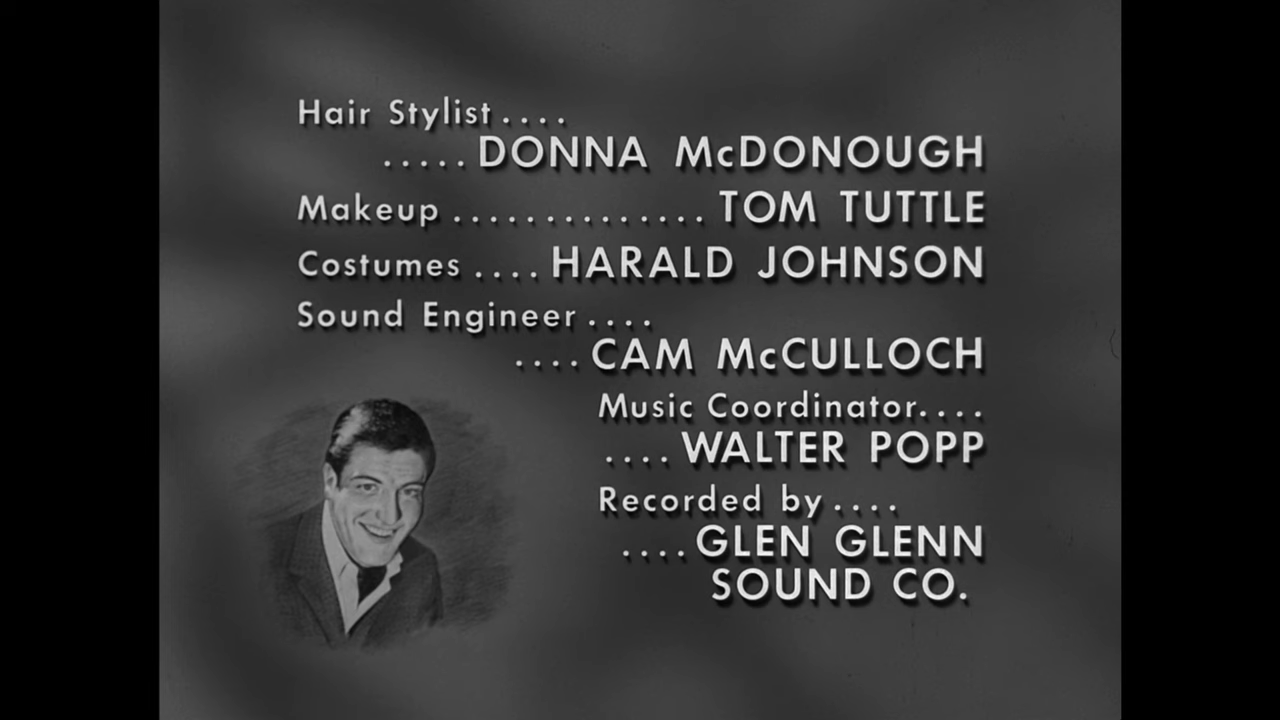 Hair Stylist....
.....DONNA McDONOUGH
Makeup..............TOM TUTTLE
Costumes....HARALD JOHNSON
Sound Engineer....
....CAM McCULLOCH
Music Coordinator....
....WALTER POPP
Recorded by....
....GLEN GLENN
SOUND CO.